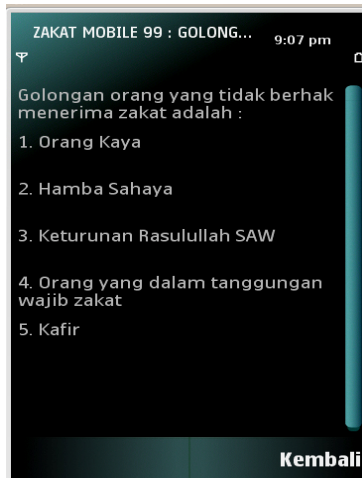 ZAKAT MOBILE 99 : GOLONG...
9:07 pm
Golongan orang yang tidak berhak
menerima zakat adalah :
1. Orang Kaya
2. Hamba Sahaya
3. Keturunan Rasulullah SAW
4. Orang yang dalam tanggungan
wajib zakat
5. Kafir
Kembali